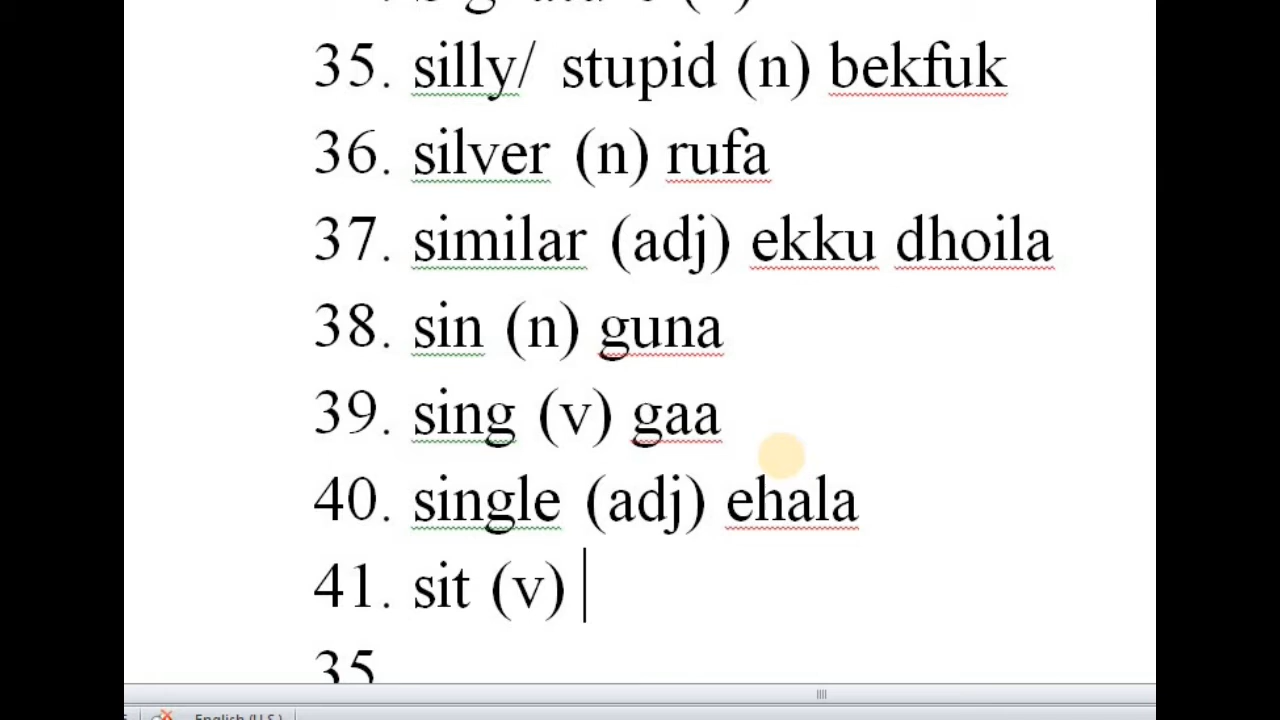 35. silly/ stupid (n) bekfuk
36. silver (n) rufa
37. similar (adj) ekku dhoila
38. sin (n) guna
39. sing (v) gaa
40. single (adj) ehala
41. sit (v)
35
English (U.S.)